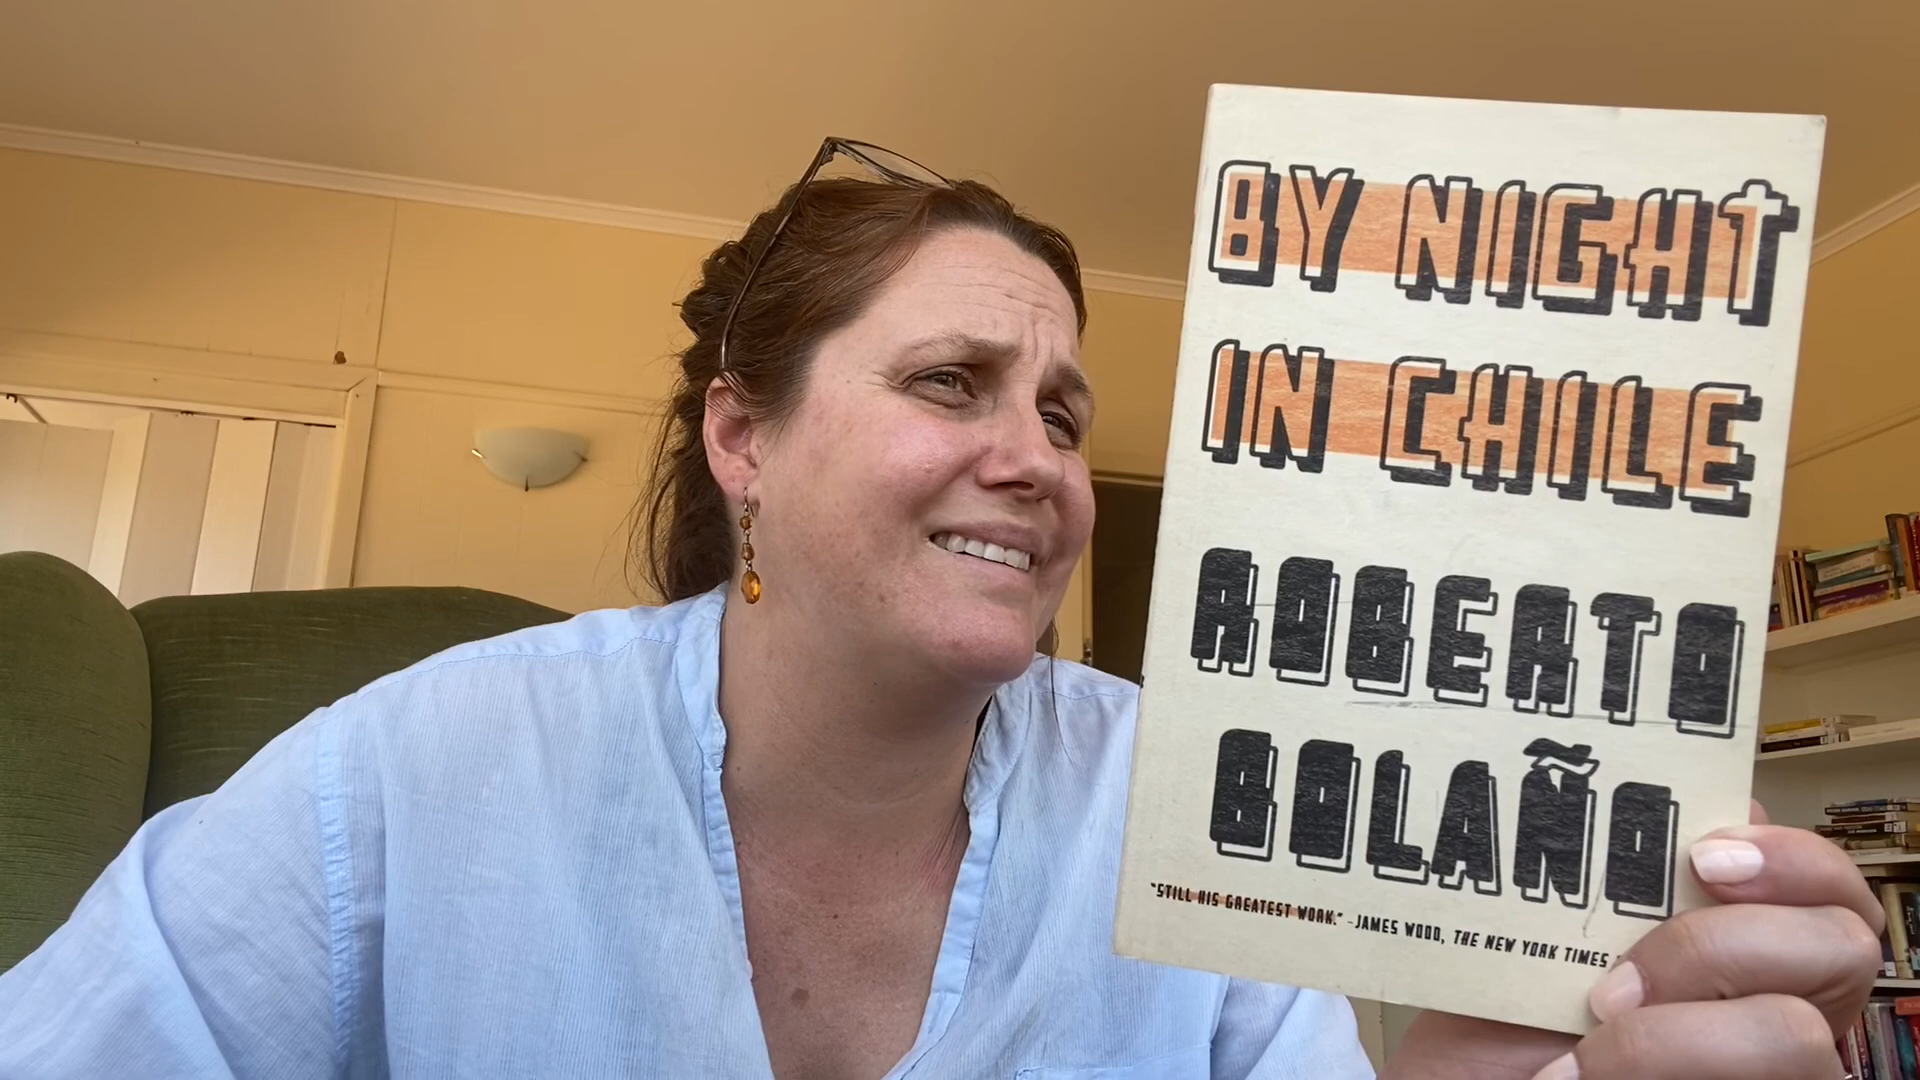 BY NIGHT
IN CHILE
ROBERTO
BOLAÑO
"STILL HIS GREATEST WORK." –JAMES WOOD, THE NEW YORK TIMES